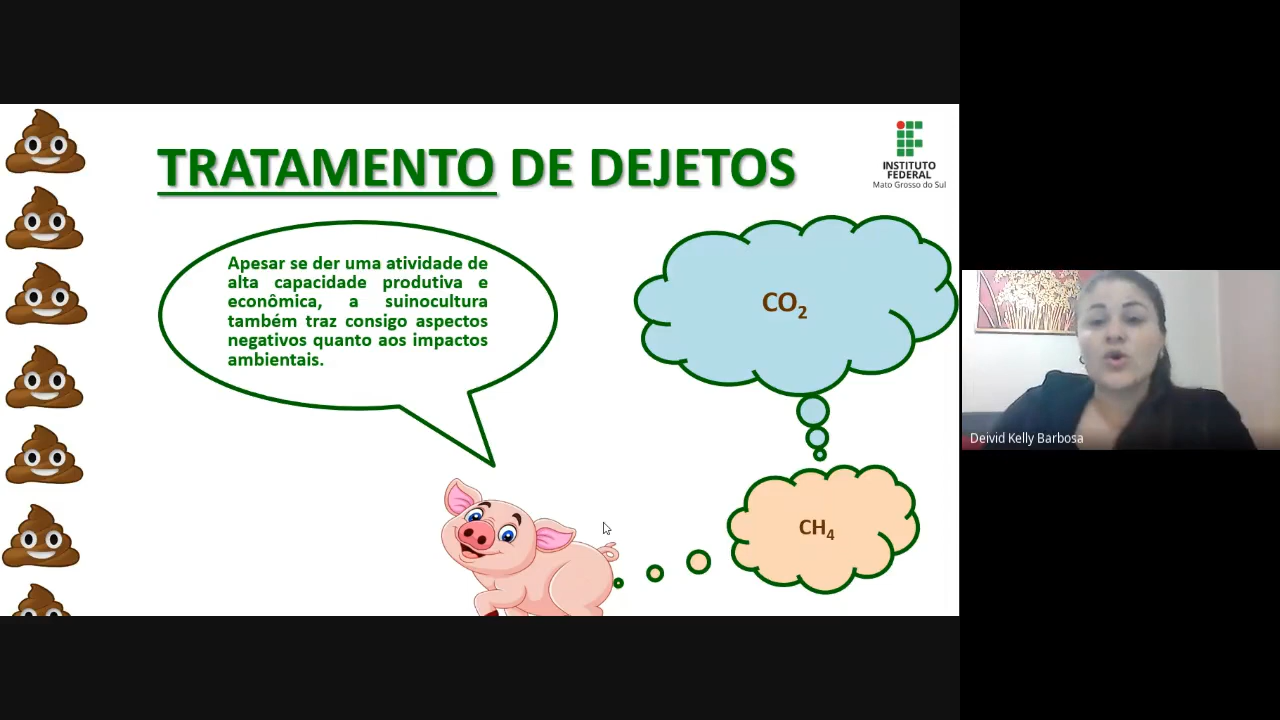 TRATAMENTO DE DEJETOS
INSTITUTO
FEDERAL
Mato Grosso do Sul
Apesar se der uma atividade de
alta capacidade produtiva e
econômica, a suinocultura
também traz consigo aspectos
negativos quanto aos impactos
ambientais.
CO₂
CH₄
Deivid Kelly Barbosa